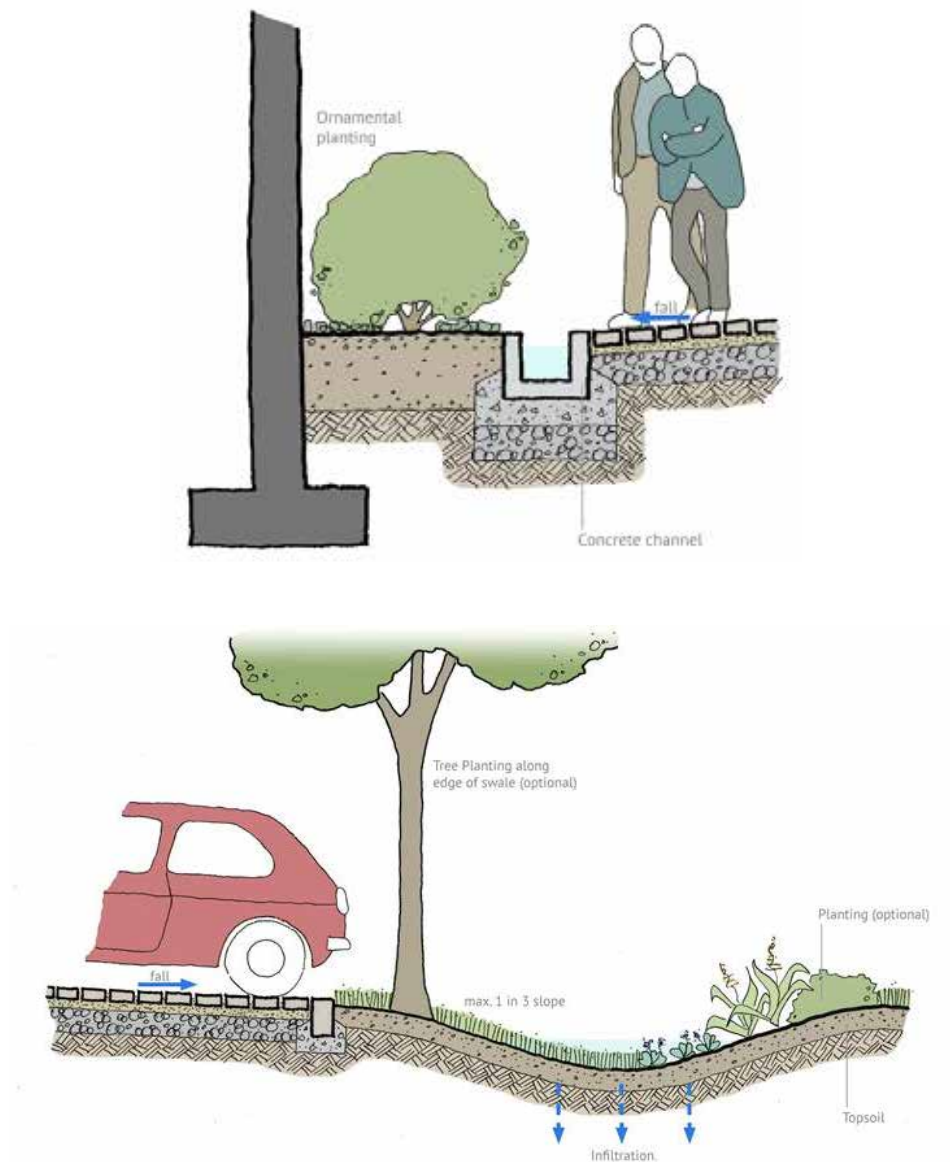 Ornamental
planting
fall
Concrete channel
Tree Planting along
edge of swale (optional)
Planting (optional)
fall
max. 1 in 3 slope
Topsoil
Infiltration.